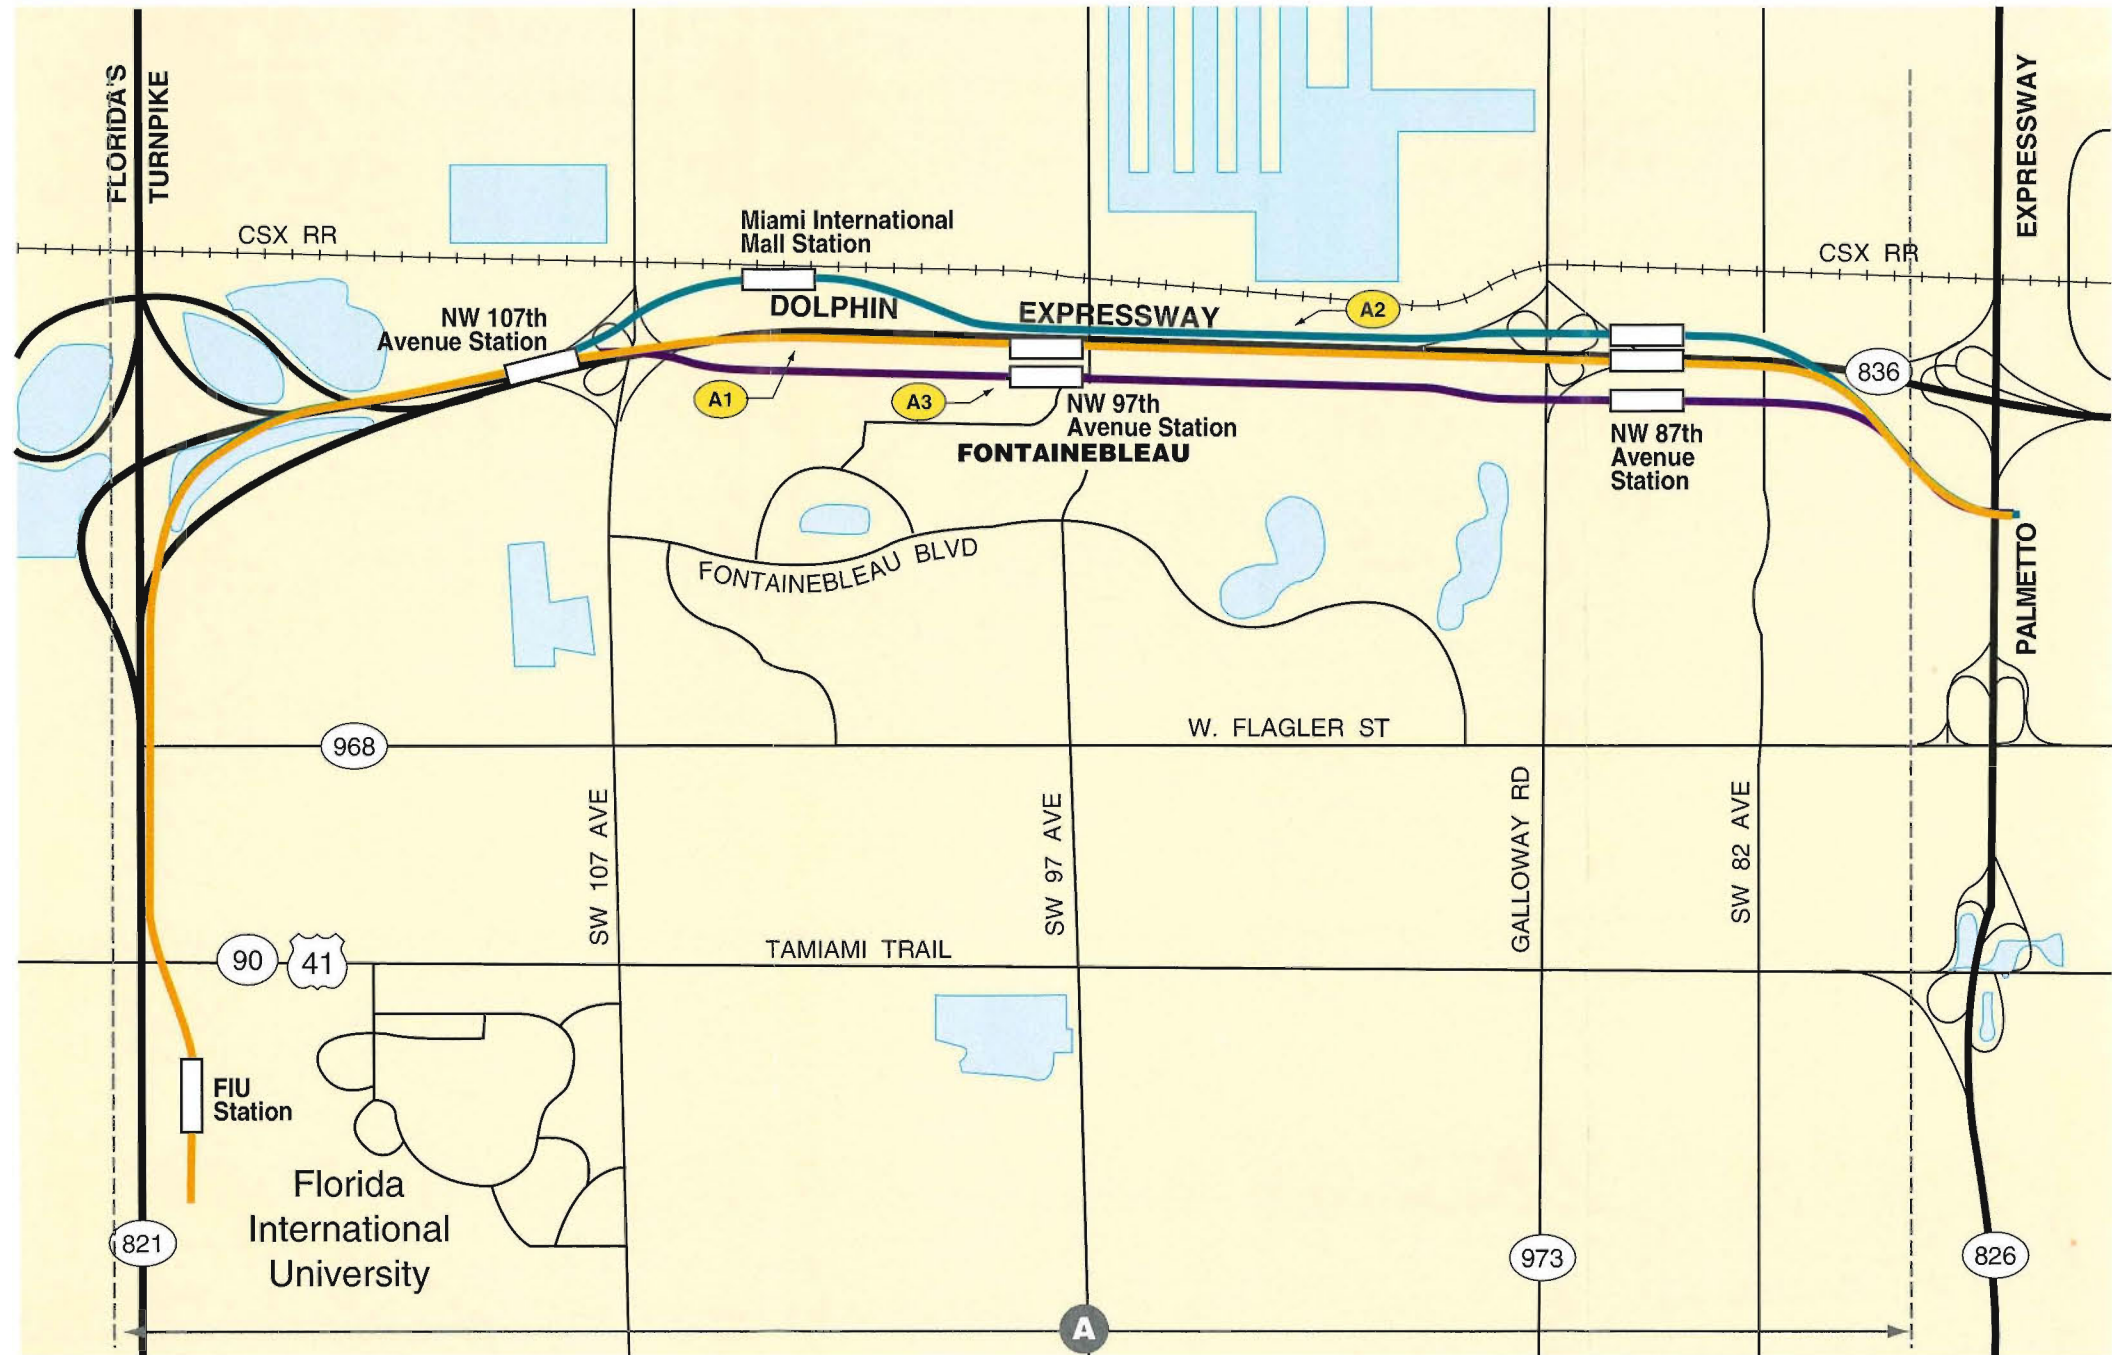 FLORIDA'S
TURNPIKE
EXPRESSWAY
CSX RR
Miami International
Mall Station
CSX RR
NW 107th
Avenue Station
DOLPHIN
EXPRESSWAY
A2
836
A1
A3
NW 97th
Avenue Station
FONTAINEBLEAU
NW 87th
Avenue
Station
FONTAINEBLEAU BLVD
PALMETTO
968
W. FLAGLER ST
SW 107 AVE
SW 97 AVE
GALLOWAY RD
SW 82 AVE
90
41
TAMIAMI TRAIL
FIU
Station
Florida
International
University
821
973
826
A